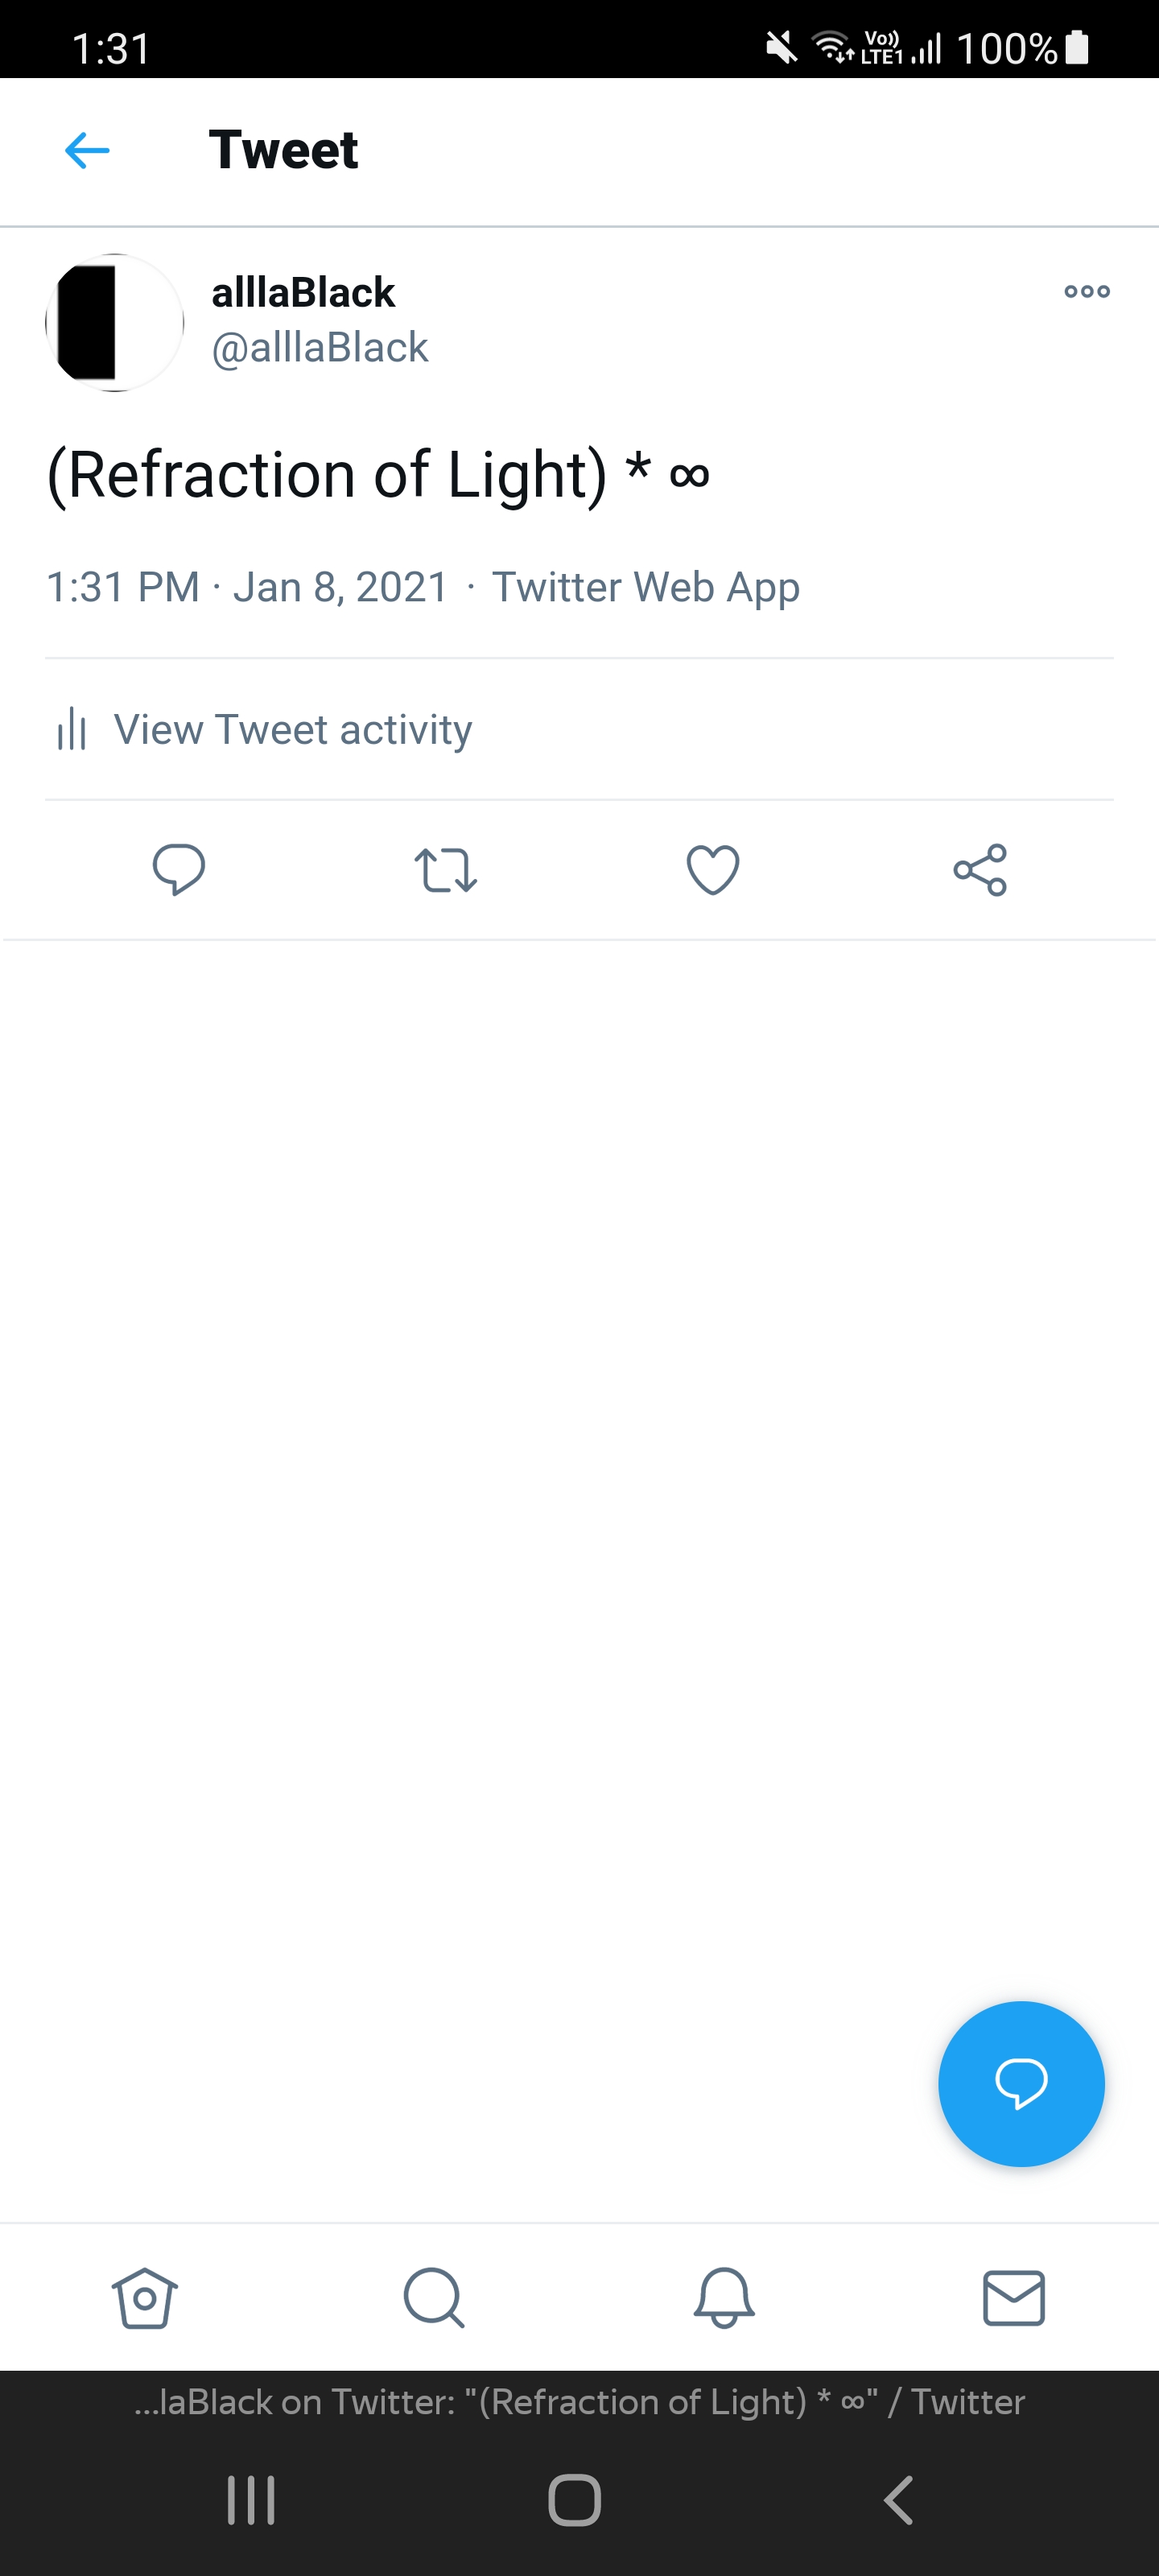 1:31
Vo)) LTE1 100%
Tweet
alllaBlack
@alllaBlack
(Refraction of Light) * ∞
1:31 PM · Jan 8, 2021 · Twitter Web App
View Tweet activity
...laBlack on Twitter: "(Refraction of Light) * ∞" / Twitter